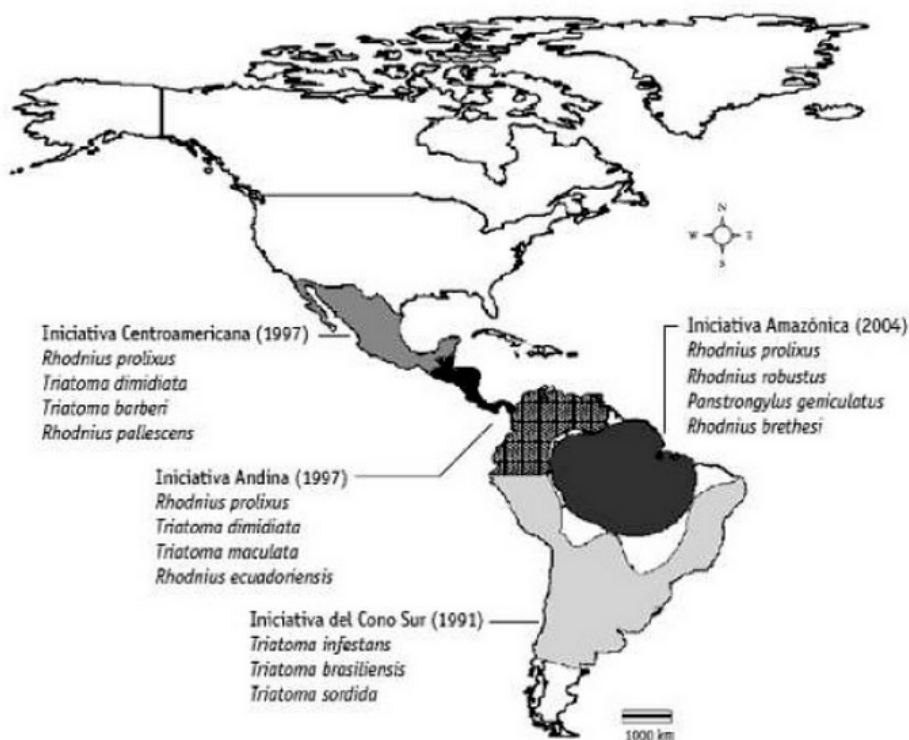 N
W
T
S
Iniciativa Centroamericana (1997)
Rhodnius prolixus
Triatoma dimidiata
Triatoma barberi
Rhodnius pallescens
Iniciativa Amazónica (2004)
Rhodnius prolixus
Rhodnius robustus
Panstrongylus geniculatus
Rhodnius brethesi
Iniciativa Andina (1997)
Rhodnius prolixus
Triatoma dimidiata
Triatoma maculata
Rhodnius ecuadoriensis
Iniciativa del Cono Sur (1991)
Triatoma infestans
Triatoma brasiliensis
Triatoma sordida
1000 km